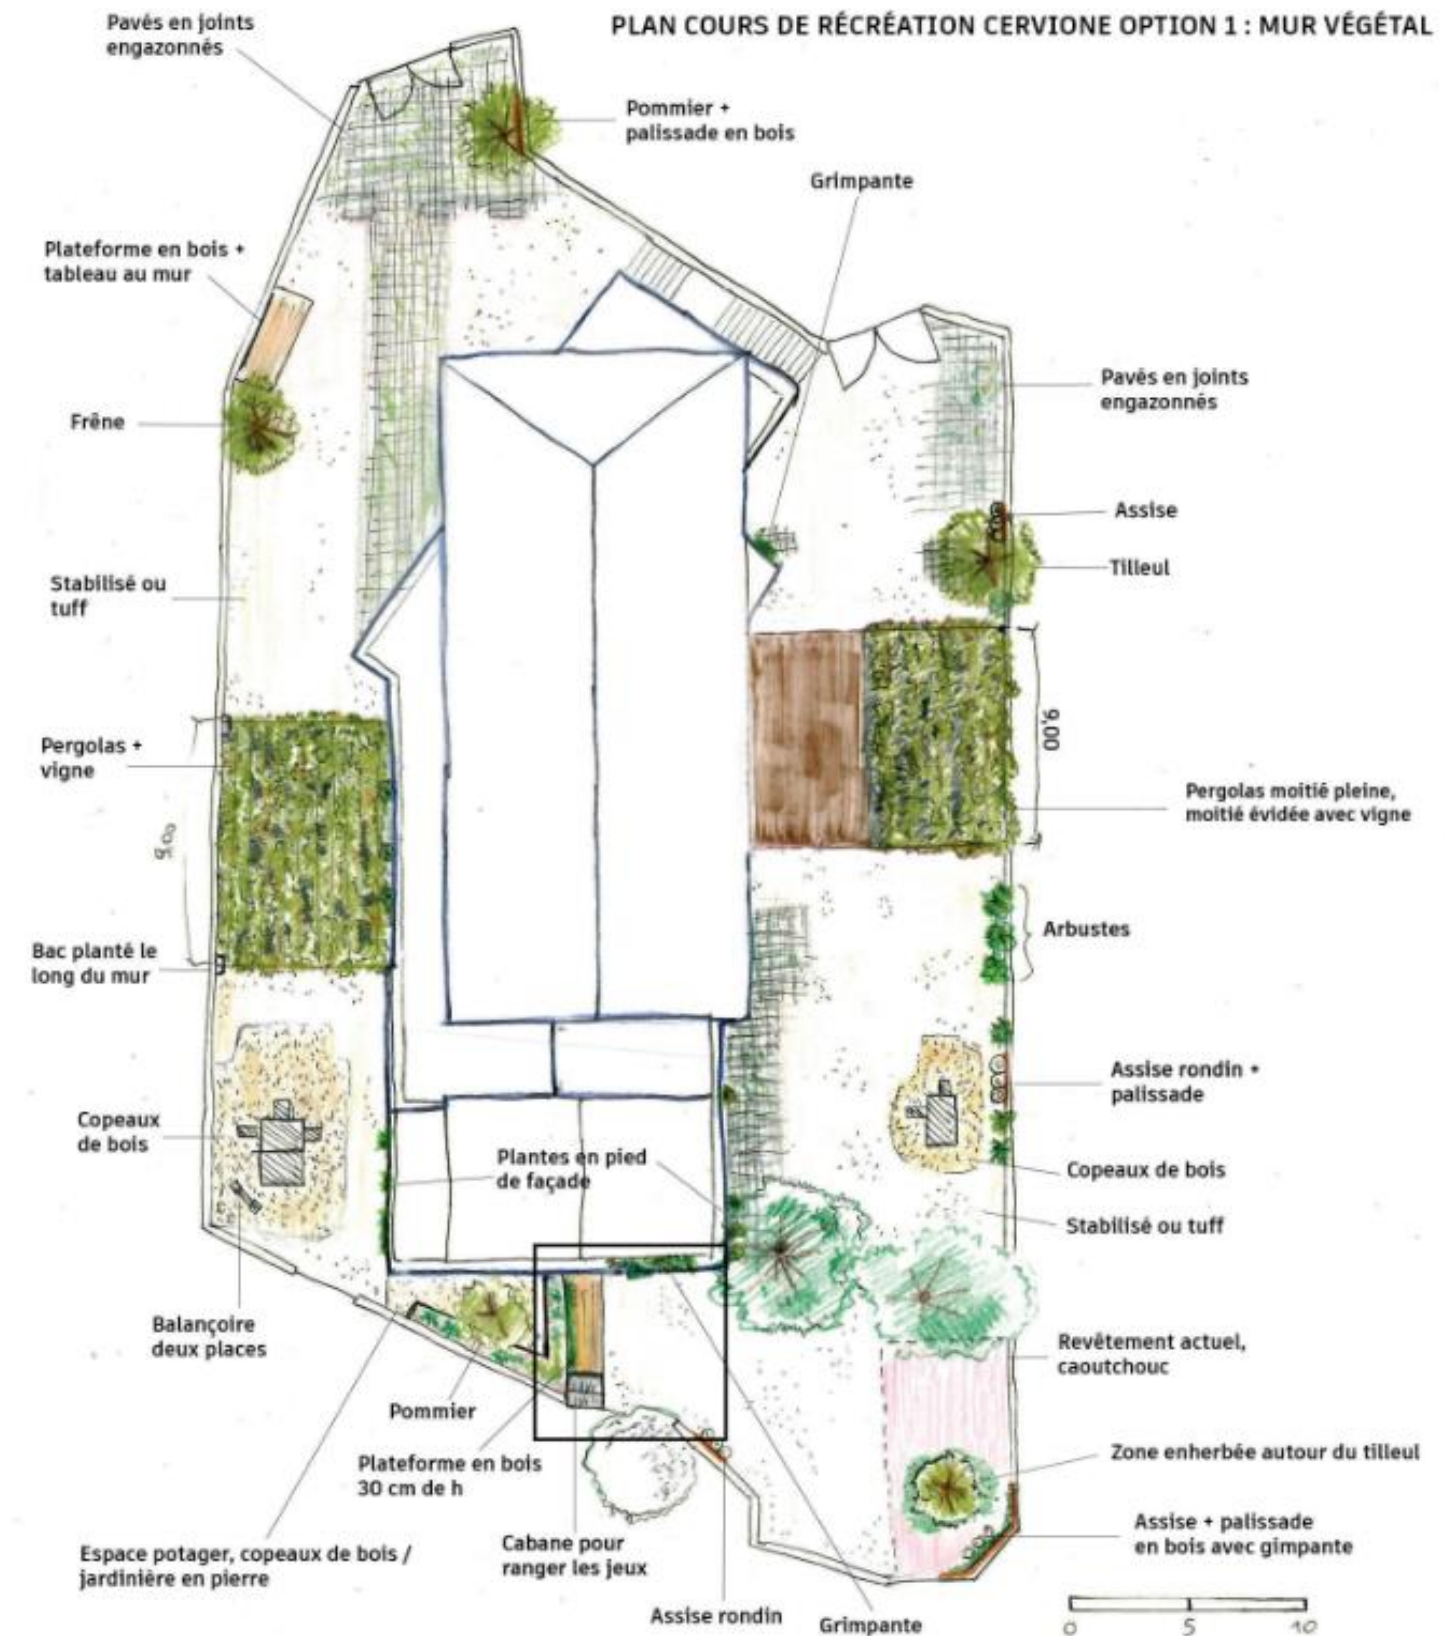 PLAN COURS DE RÉCRÉATION CERVIONE OPTION 1 : MUR VÉGÉTAL
Pavés en joints
engazonnés
Pommier +
palissade en bois
Grimpante
Plateforme en bois +
tableau au mur
Pavés en joints
engazonnés
Frêne
Assise
Tilleul
Stabilisé ou
tuff
Pergolas +
vigne
9,00
9,00
Pergolas moitié pleine,
moitié évidée avec vigne
Bac planté le
long du mur
Arbustes
Assise rondin +
palissade
Copeaux
de bois
Plantes en pied
de façade
Copeaux de bois
Stabilisé ou tuff
Balançoire
deux places
Revêtement actuel,
caoutchouc
Pommier
Plateforme en bois
30 cm de h
Zone enherbée autour du tilleul
Espace potager, copeaux de bois /
jardinière en pierre
Cabane pour
ranger les jeux
Assise + palissade
en bois avec gimpante
Assise rondin
Grimpante
0 5 10